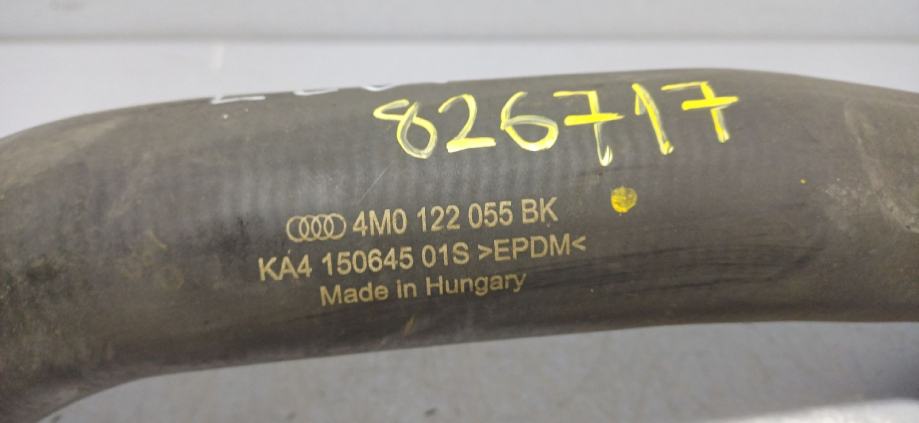 826717
4M0 122 055 BK
KA4 150645 01S >EPDM<
Made in Hungary